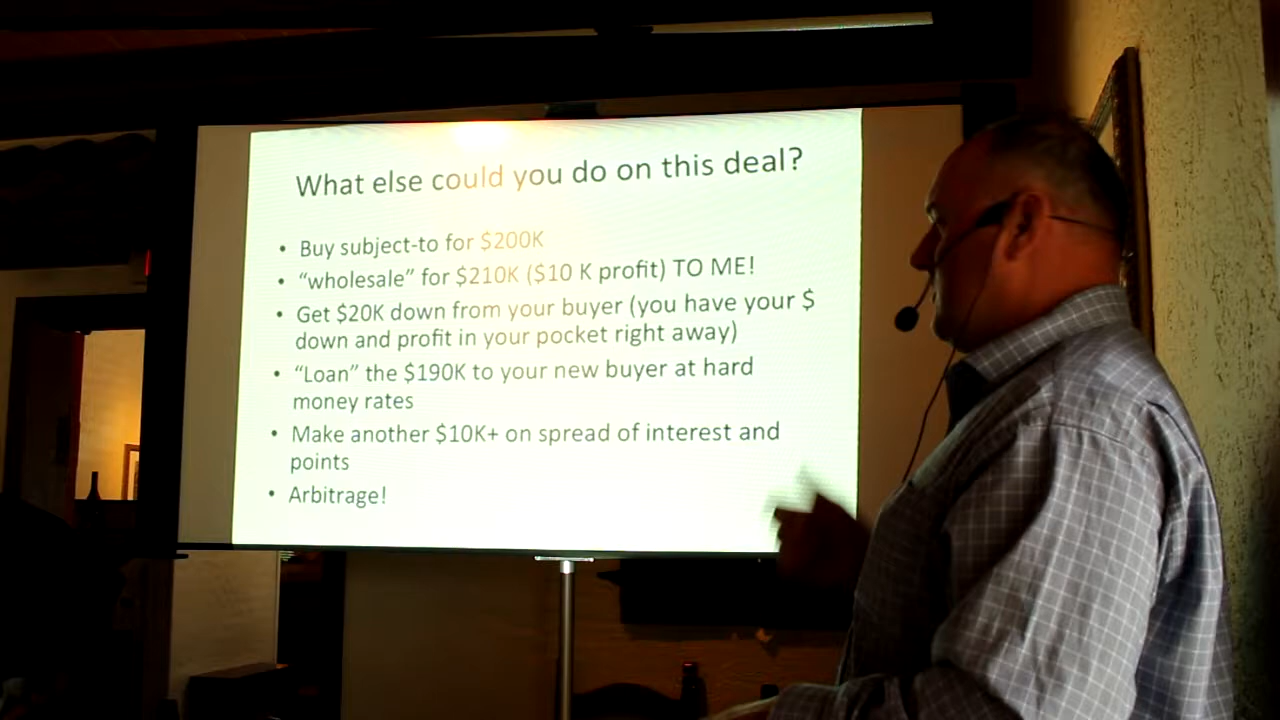 What else could you do on this deal?
• Buy subject-to for $200K
• “wholesale” for $210K ($10 K profit) TO ME!
• Get $20K down from your buyer (you have your $
down and profit in your pocket right away)
• “Loan” the $190K to your new buyer at hard
money rates
• Make another $10K+ on spread of interest and
points
• Arbitrage!